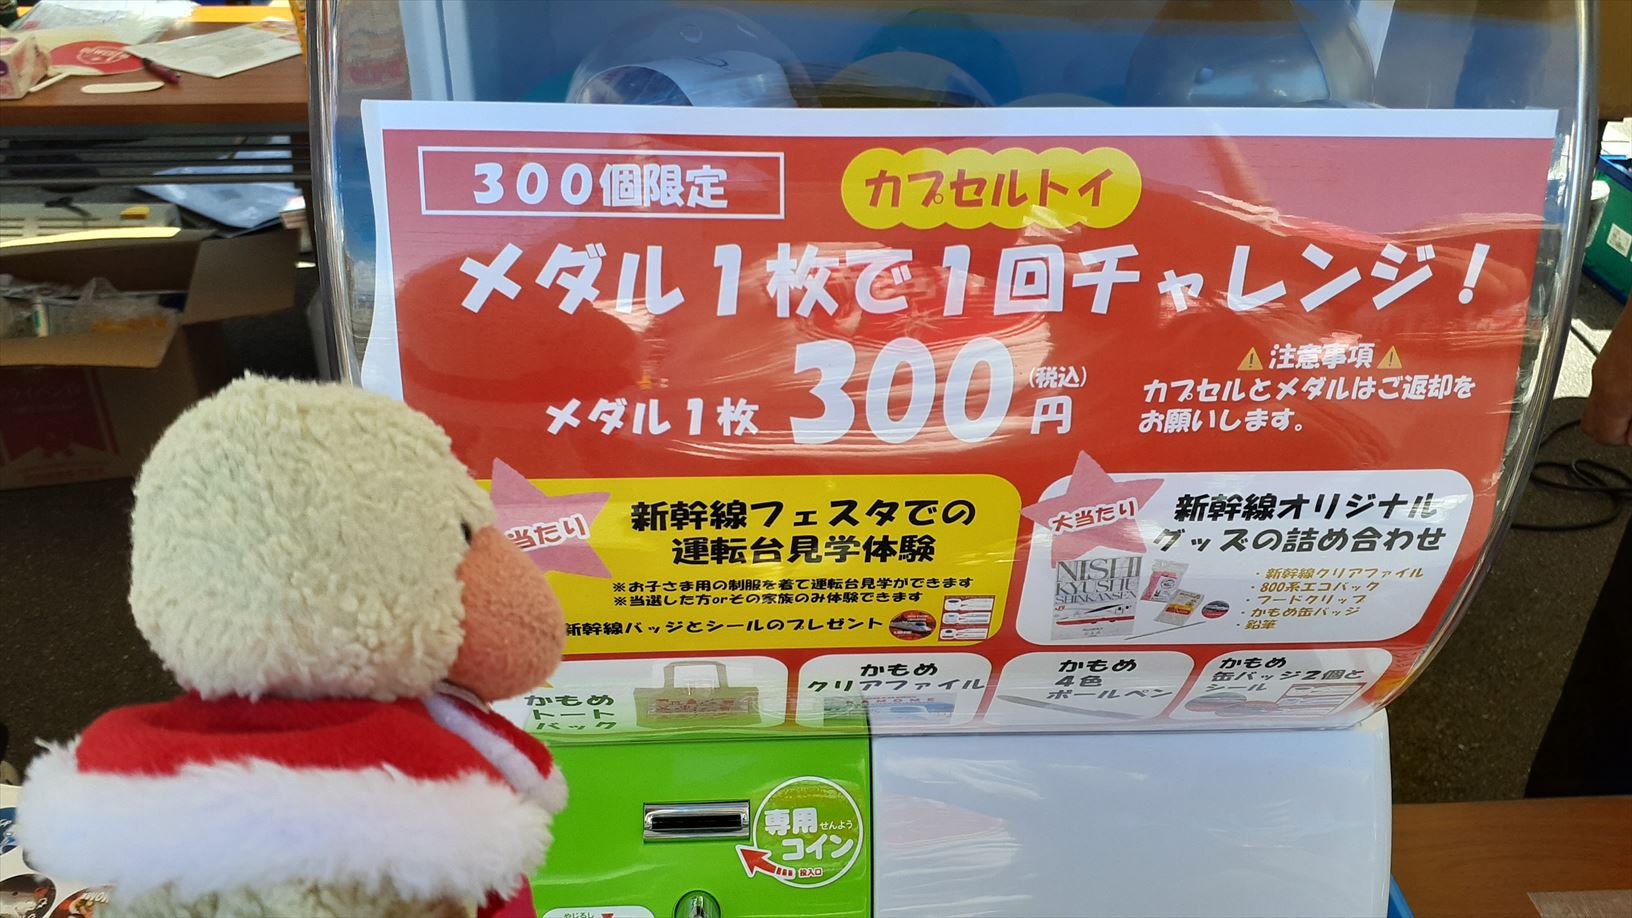 300個限定
カプセルトイ
メダル1枚で1回チャレンジ!
メダル1枚 300円(税込)
⚠注意事項⚠
カプセルとメダルはご返却を
お願いします。
当たり
新幹線フェスタでの
運転台見学体験
※お子さま用の制服を着て運転台見学ができます
※当選した方orその家族のみ体験できます
新幹線バッジとシールのプレゼント
大当たり
新幹線オリジナル
グッズの詰め合わせ
・新幹線クリアファイル
・800系エコバック
・フードクリップ
・かもめ缶バッジ
・鉛筆
NISHI
KYUSHU
SHINKANSEN
かもめ
トート
バック
かもめ
クリアファイル
KAMOME
かもめ
4色
ボールペン
かもめ
缶バッジ2個と
シール
専用
せんよう
コイン
投入口
やじるし